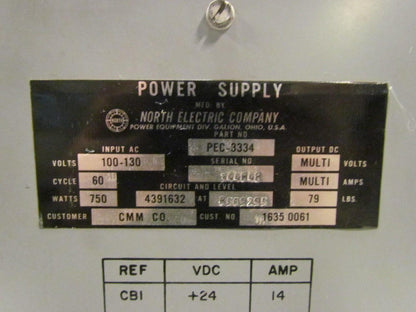 POWER SUPPLY
MFD. BY
NORTH ELECTRIC COMPANY
POWER EQUIPMENT DIV. GALION, OHIO, U.S.A.
PART NO
INPUT AC PEC-3334 OUTPUT DC
VOLTS 100-130 SERIAL NO MULTI VOLTS
CYCLE 60 MULTI AMPS
CIRCUIT AND LEVEL
WATTS 750 4391632 AT 79 LBS.
CUSTOMER CMM CO. CUST NO 1635 0061
REF VDC AMP
CB1 +24 14